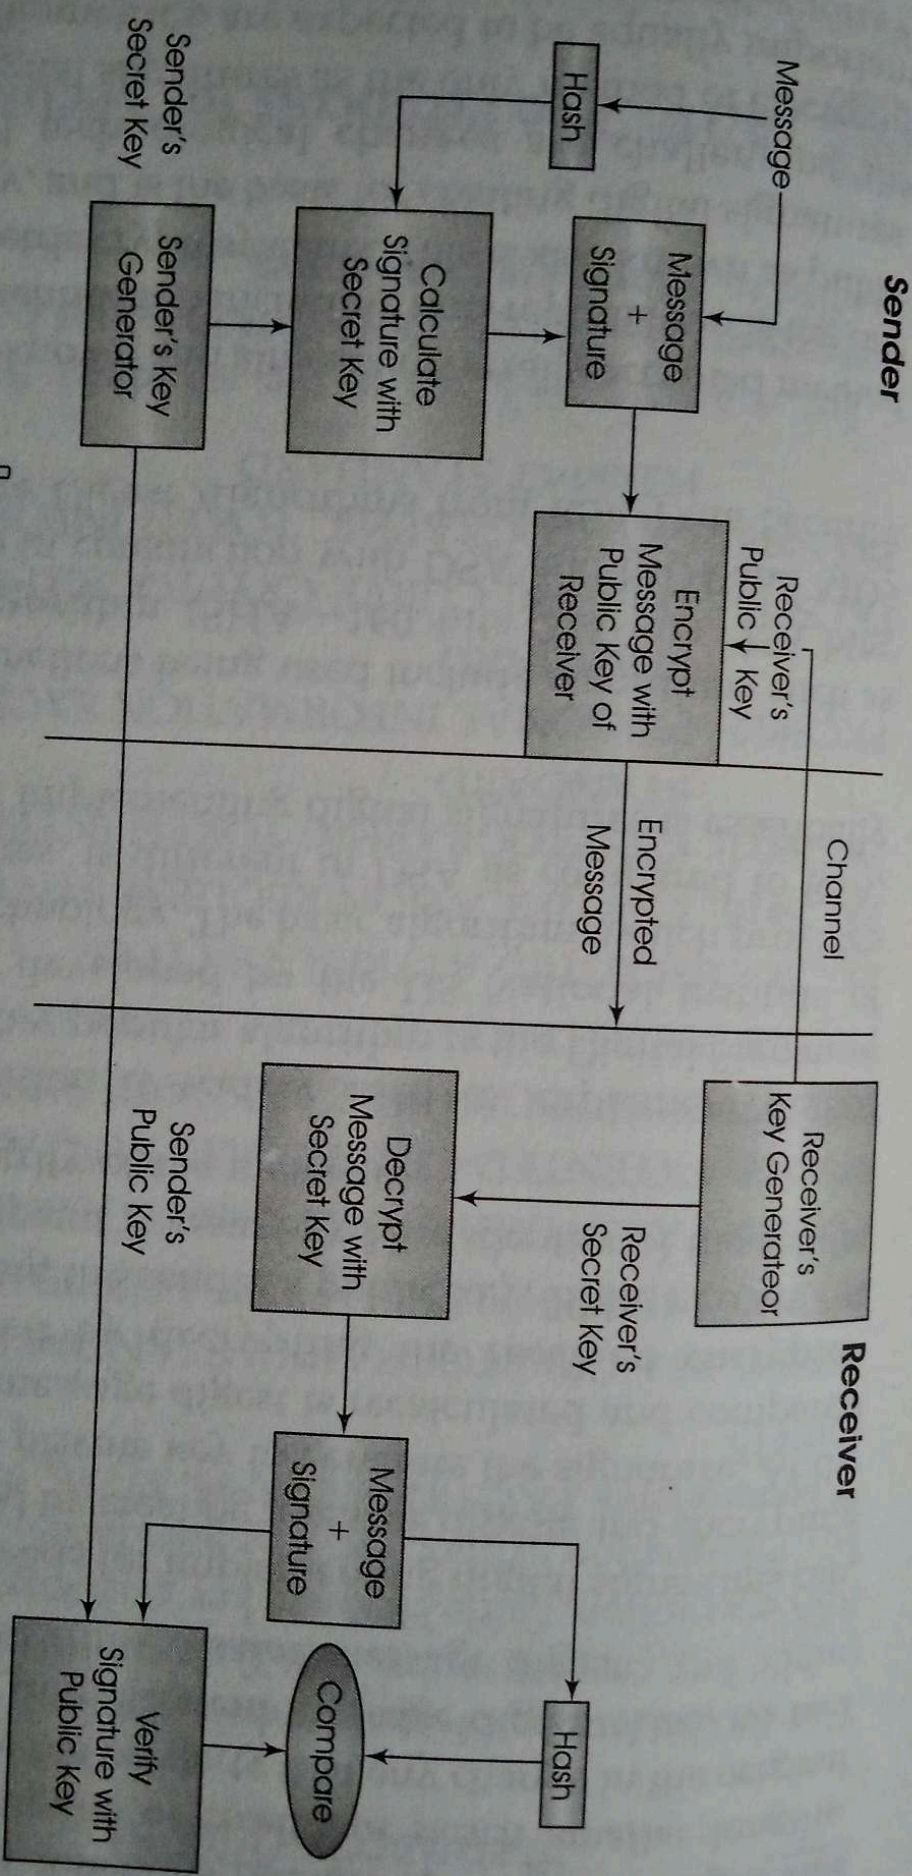 Sender
Receiver
Message
Hash
Message
+
Signature
Calculate
Signature with
Secret Key
Sender's
Secret Key
Sender's Key
Generator
Receiver's
Public Key
Encrypt
Message with
Public Key of
Receiver
Channel
Encrypted
Message
Receiver's
Key Generateor
Receiver's
Secret Key
Decrypt
Message with
Secret Key
Sender's
Public Key
Message
+
Signature
Hash
Compare
Verify
Signature with
Public Key